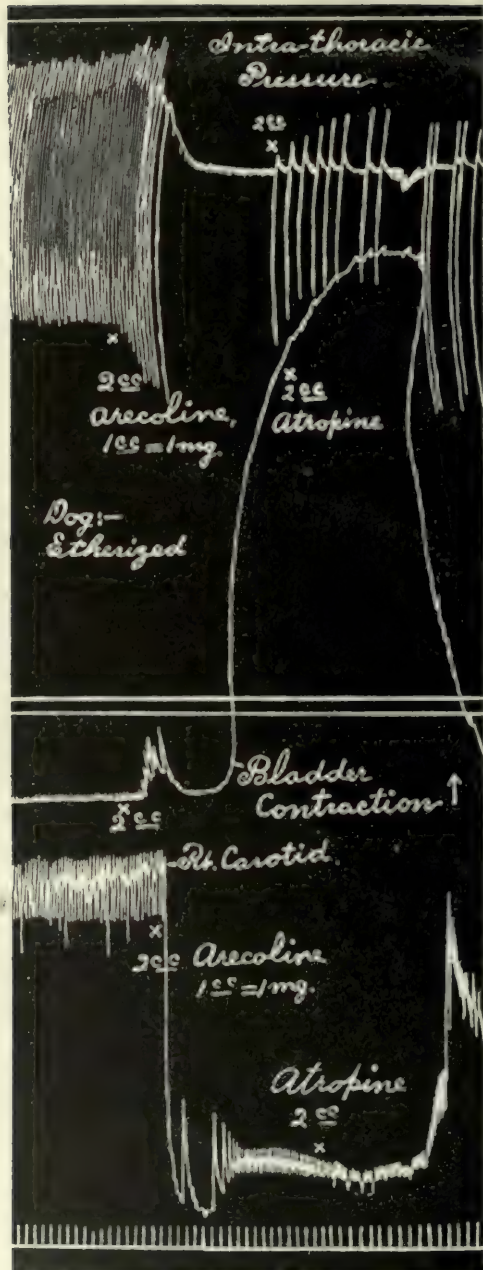 Intra-thoracic
Pressure
2cc
×
×
2cc
Arecoline,
1cc=1mg.
×
2cc
Atropine
Dog:-
Etherized
Bladder
Contraction ↑
×
2cc
Rt. Carotid.
×
2cc Arecoline
1cc=1mg.
Atropine
2cc
×